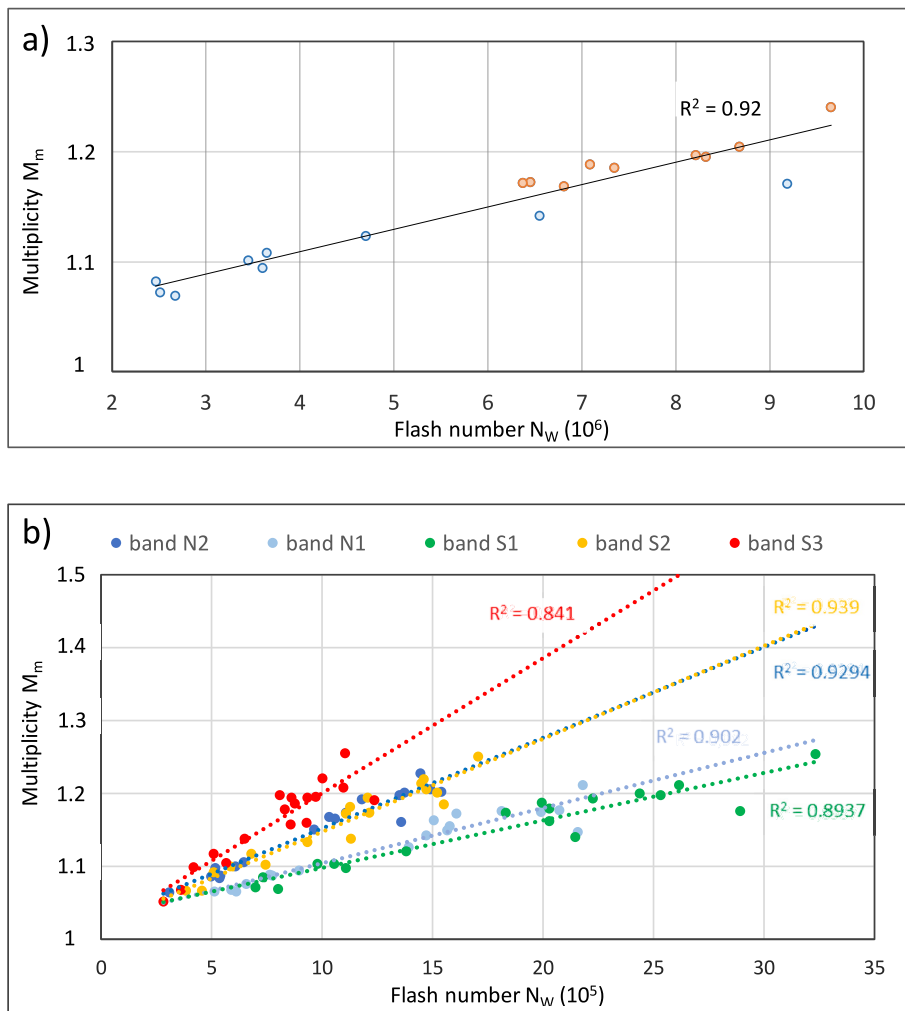 a)
1.3
1.2
1.1
1
Multiplicity Mₘ
R² = 0.92
2 3 4 5 6 7 8 9 10
Flash number N_W (10⁶)
b)
band N2 band N1 band S1 band S2 band S3
1.5
1.4
1.3
1.2
1.1
1
Multiplicity Mₘ
R² = 0.841
R² = 0.939
R² = 0.9294
R² = 0.902
R² = 0.8937
0 5 10 15 20 25 30 35
Flash number N_W (10⁵)